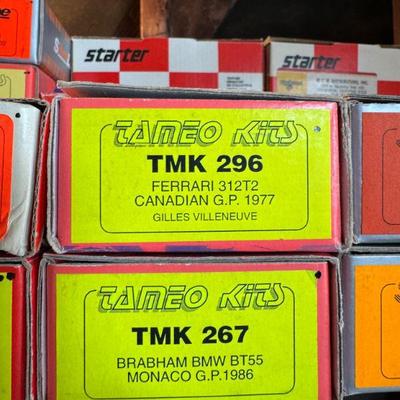 starter
starter
TAMEO KITS
TMK 296
FERRARI 312T2
CANADIAN G.P. 1977
GILLES VILLENEUVE
TAMEO KITS
TMK 267
BRABHAM BMW BT55
MONACO G.P.1986